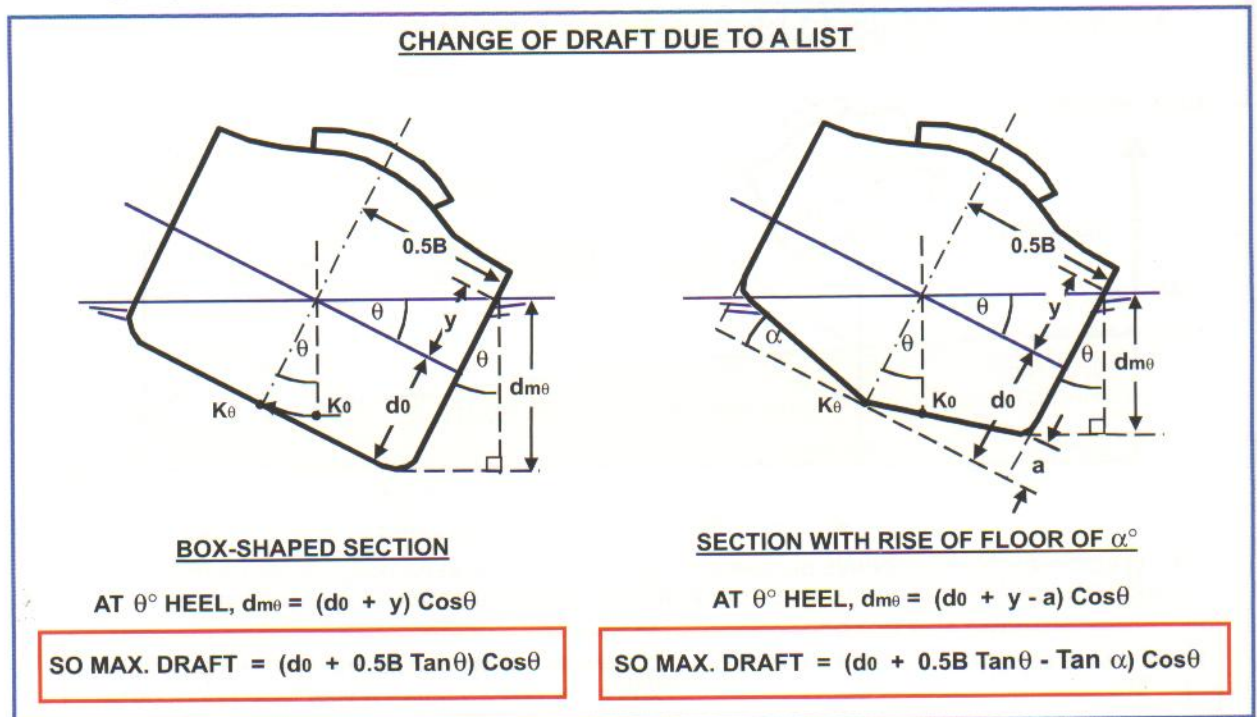 CHANGE OF DRAFT DUE TO A LIST
0.5B
θ
y
θ
θ
dmθ
Kθ
K0
d0
0.5B
θ
y
α
θ
θ
dmθ
Kθ
K0
d0
a
BOX-SHAPED SECTION
AT θ° HEEL, dmθ = (d0 + y) Cosθ
SO MAX. DRAFT = (d0 + 0.5B Tanθ) Cosθ
SECTION WITH RISE OF FLOOR OF α°
AT θ° HEEL, dmθ = (d0 + y - a) Cosθ
SO MAX. DRAFT = (d0 + 0.5B Tanθ - Tan α) Cosθ